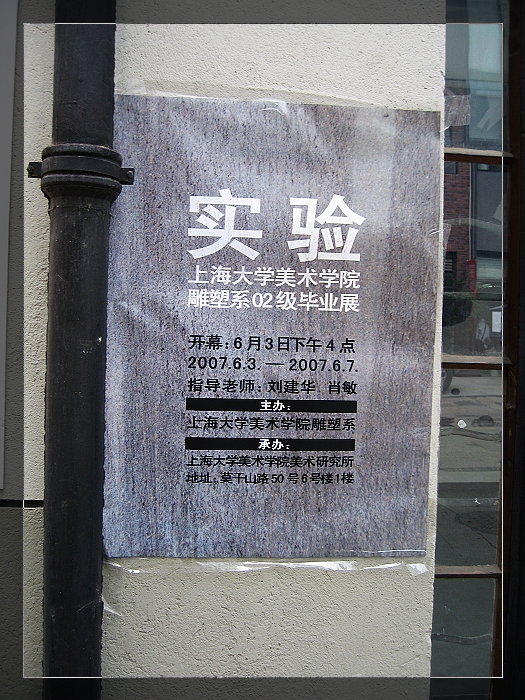 实验
上海大学美术学院
雕塑系02级毕业展
开幕:6月3日下午4点
2007.6.3. — 2007.6.7.
指导老师:刘建华 肖敏
主办:
上海大学美术学院雕塑系
承办:
上海大学美术学院美术研究所
地址:莫干山路50号6号楼1楼